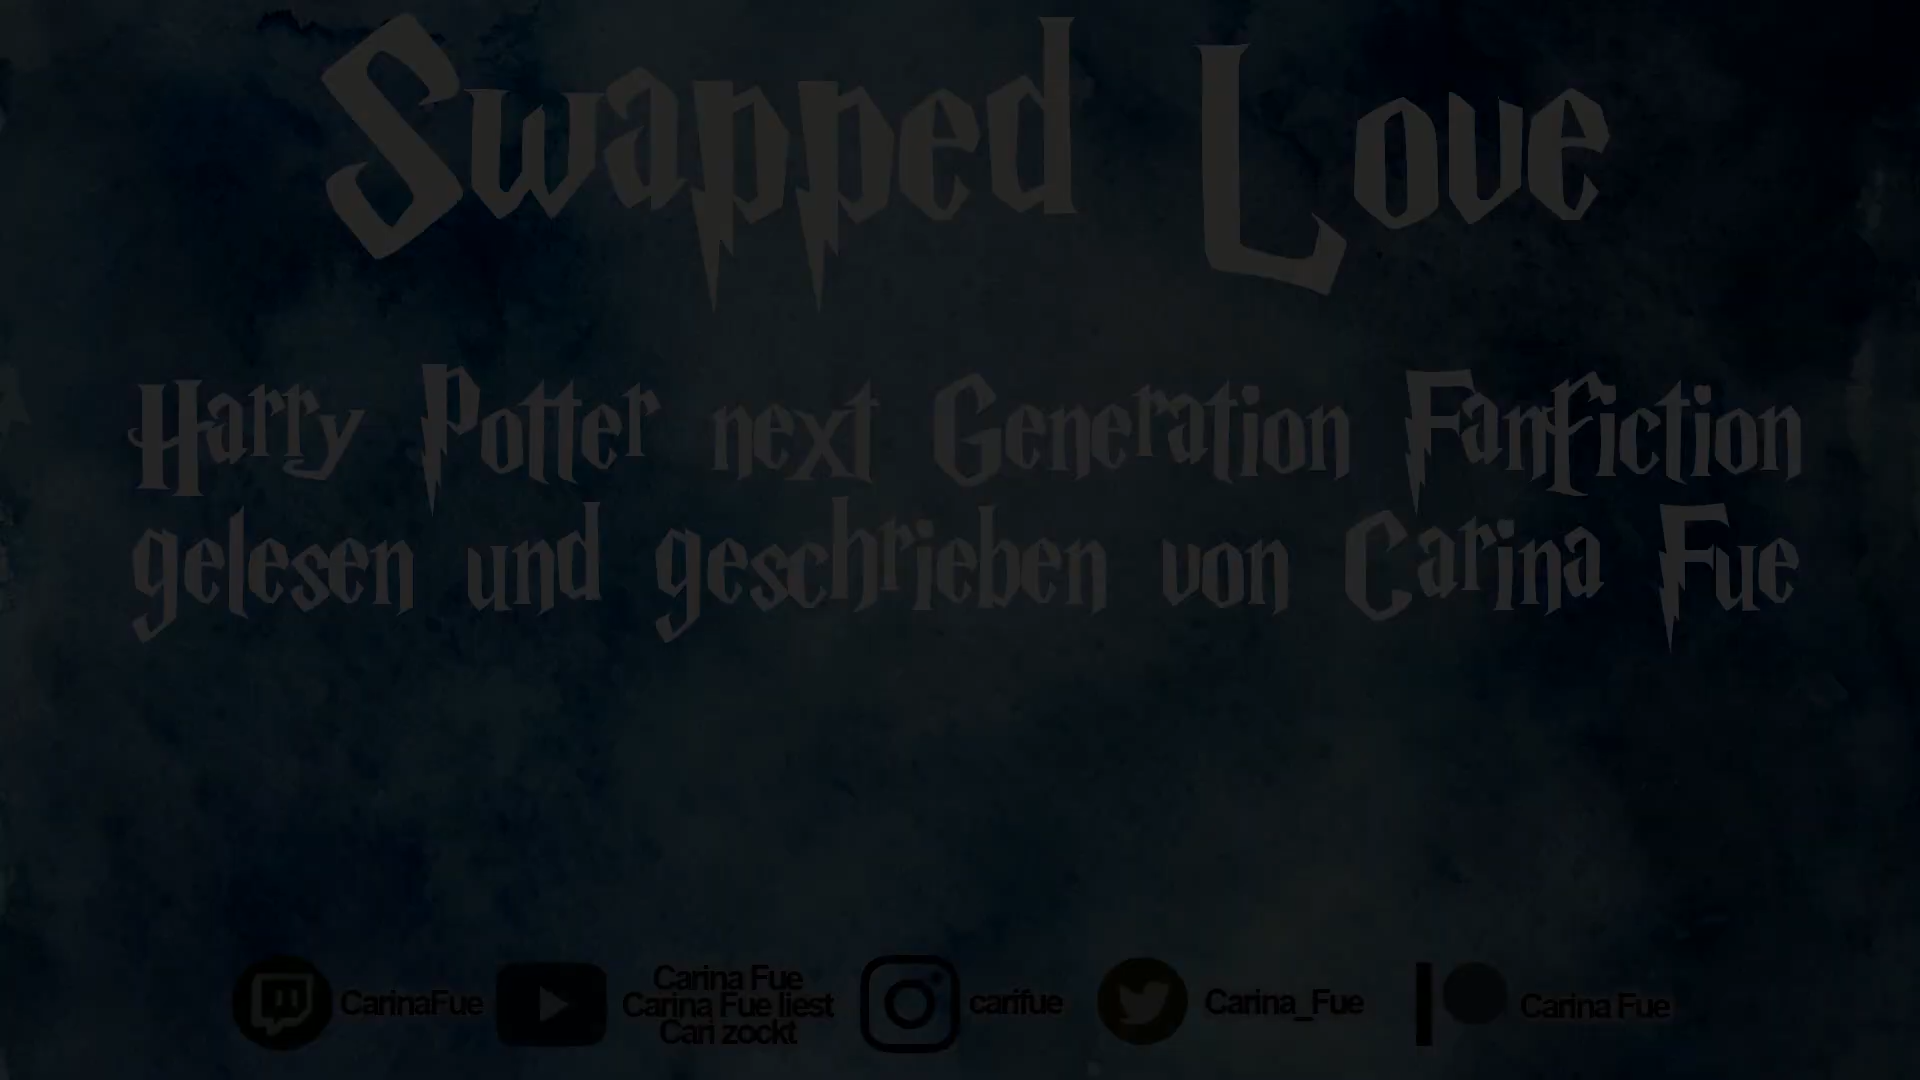 Swapped Love
Harry Potter next Generation Fanfiction
gelesen und geschrieben von Carina Fue
CarinaFue
Carina Fue
Carina Fue liest
Cari zockt
carifue
Carina_Fue
Carina Fue